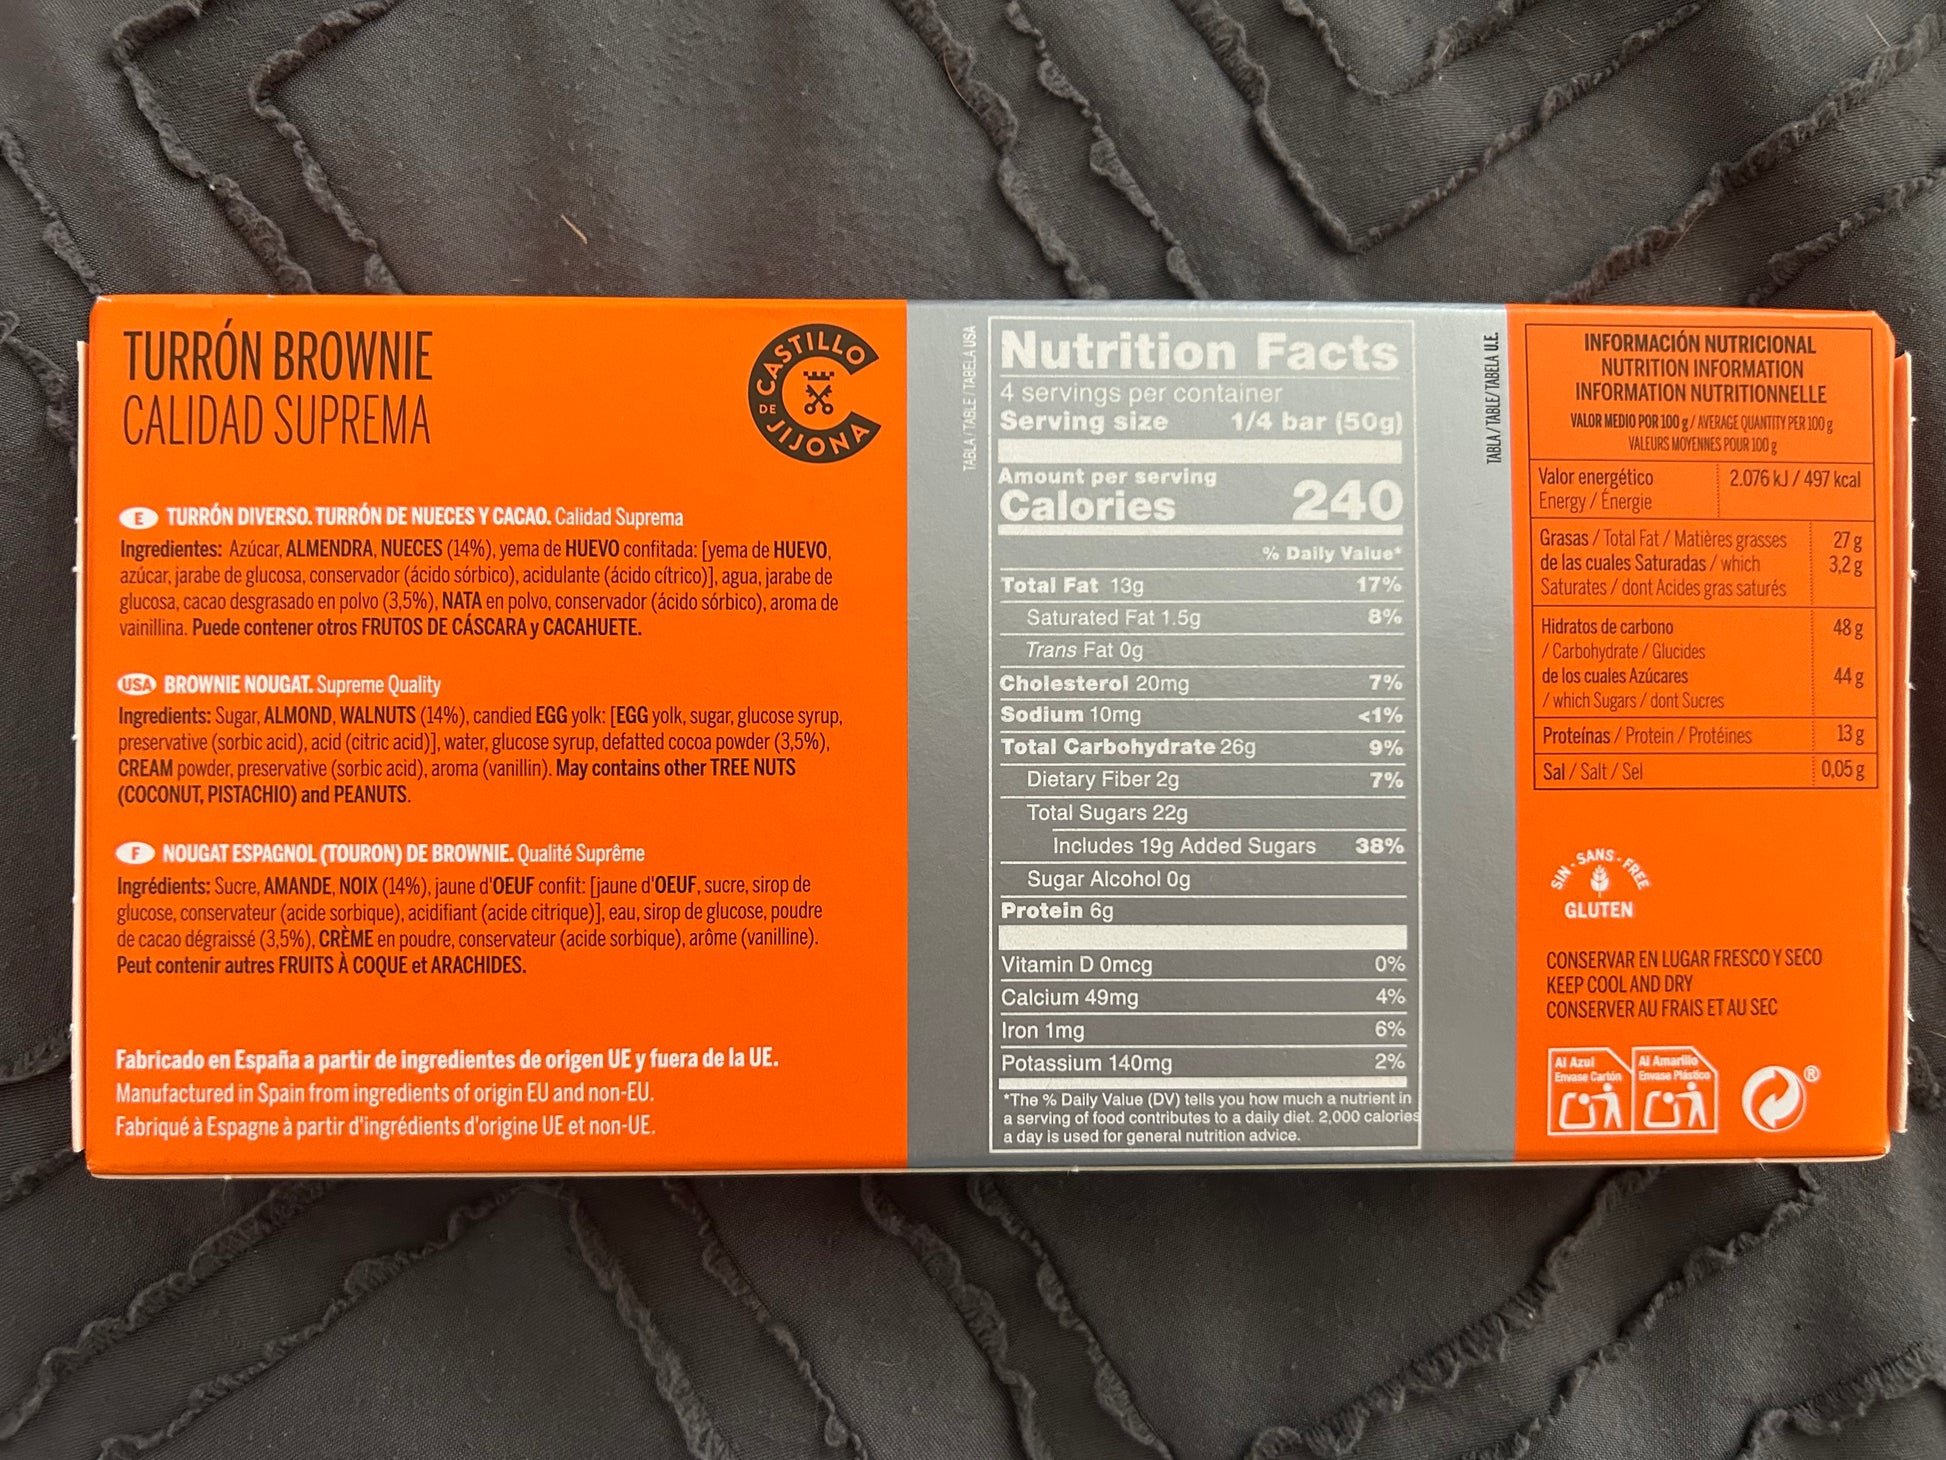 TURRÓN BROWNIE
CALIDAD SUPREMA
CASTILLO
DE
JIJONA
E TURRÓN DIVERSO. TURRÓN DE NUECES Y CACAO. Calidad Suprema
Ingredientes: Azúcar, ALMENDRA, NUECES (14%), yema de HUEVO confitada: [yema de HUEVO,
azúcar, jarabe de glucosa, conservador (ácido sórbico), acidulante (ácido cítrico)], agua, jarabe de
glucosa, cacao desgrasado en polvo (3,5%), NATA en polvo, conservador (ácido sórbico), aroma de
vainillina. Puede contener otros FRUTOS DE CÁSCARA y CACAHUETE.
USA BROWNIE NOUGAT. Supreme Quality
Ingredients: Sugar, ALMOND, WALNUTS (14%), candied EGG yolk: [EGG yolk, sugar, glucose syrup,
preservative (sorbic acid), acid (citric acid)], water, glucose syrup, defatted cocoa powder (3,5%),
CREAM powder, preservative (sorbic acid), aroma (vanillin). May contains other TREE NUTS
(COCONUT, PISTACHIO) and PEANUTS.
F NOUGAT ESPAGNOL (TOURON) DE BROWNIE. Qualité Suprême
Ingrédients: Sucre, AMANDE, NOIX (14%), jaune d'OEUF confit: [jaune d'OEUF, sucre, sirop de
glucose, conservateur (acide sorbique), acidifiant (acide citrique)], eau, sirop de glucose, poudre
de cacao dégraissé (3,5%), CRÈME en poudre, conservateur (acide sorbique), arôme (vanilline).
Peut contenir autres FRUITS À COQUE et ARACHIDES.
Fabricado en España a partir de ingredientes de origen UE y fuera de la UE.
Manufactured in Spain from ingredients of origin EU and non-EU.
Fabriqué à Espagne à partir d'ingrédients d'origine UE et non-UE.
TABLA / TABLE / TABELA USA
Nutrition Facts
4 servings per container
Serving size 1/4 bar (50g)
Amount per serving
Calories 240
% Daily Value*
Total Fat 13g 17%
Saturated Fat 1.5g 8%
Trans Fat 0g
Cholesterol 20mg 7%
Sodium 10mg <1%
Total Carbohydrate 26g 9%
Dietary Fiber 2g 7%
Total Sugars 22g
Includes 19g Added Sugars 38%
Sugar Alcohol 0g
Protein 6g
Vitamin D 0mcg 0%
Calcium 49mg 4%
Iron 1mg 6%
Potassium 140mg 2%
*The % Daily Value (DV) tells you how much a nutrient in
a serving of food contributes to a daily diet. 2,000 calories
a day is used for general nutrition advice.
TABLA / TABLE / TABELA U.E.
INFORMACIÓN NUTRICIONAL
NUTRITION INFORMATION
INFORMATION NUTRITIONNELLE
VALOR MEDIO POR 100 g / AVERAGE QUANTITY PER 100 g
VALEURS MOYENNES POUR 100 g
Valor energético 2.076 kJ / 497 kcal
Energy / Énergie
Grasas / Total Fat / Matières grasses 27 g
de las cuales Saturadas / which 3,2 g
Saturates / dont Acides gras saturés
Hidratos de carbono 48 g
/ Carbohydrate / Glucides
de los cuales Azúcares 44 g
/ which Sugars / dont Sucres
Proteínas / Protein / Protéines 13 g
Sal / Salt / Sel 0,05 g
SIN - SANS - FREE
GLUTEN
CONSERVAR EN LUGAR FRESCO Y SECO
KEEP COOL AND DRY
CONSERVER AU FRAIS ET AU SEC
Al Azul
Envase Cartón
Al Amarillo
Envase Plástico
®